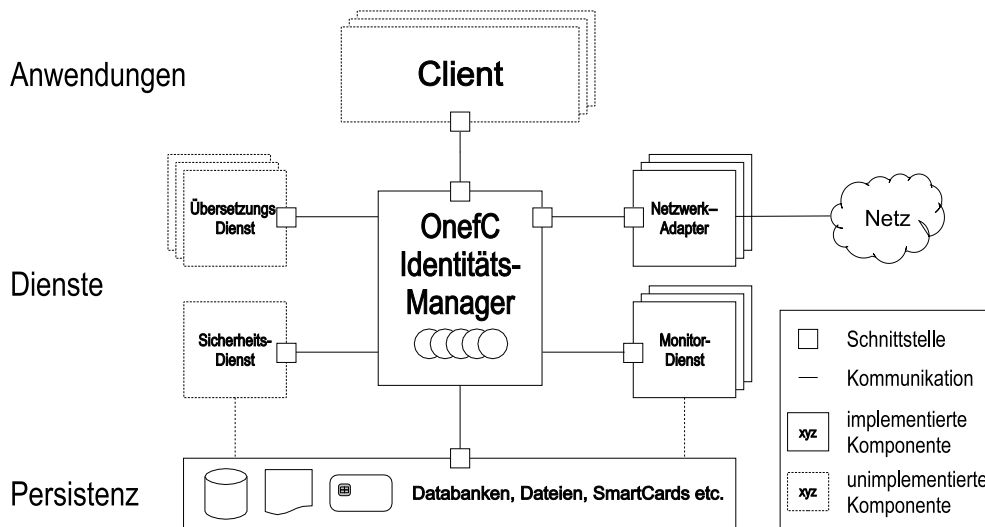 Anwendungen
Client
Übersetzungs
Dienst
OnefC
Identitäts-
Manager
Netzwerk–
Adapter
Netz
Dienste
Sicherheits-
Dienst
Monitor-
Dienst
Schnittstelle
Kommunikation
xyz
implementierte
Komponente
xyz
unimplementierte
Komponente
Persistenz
Databanken, Dateien, SmartCards etc.